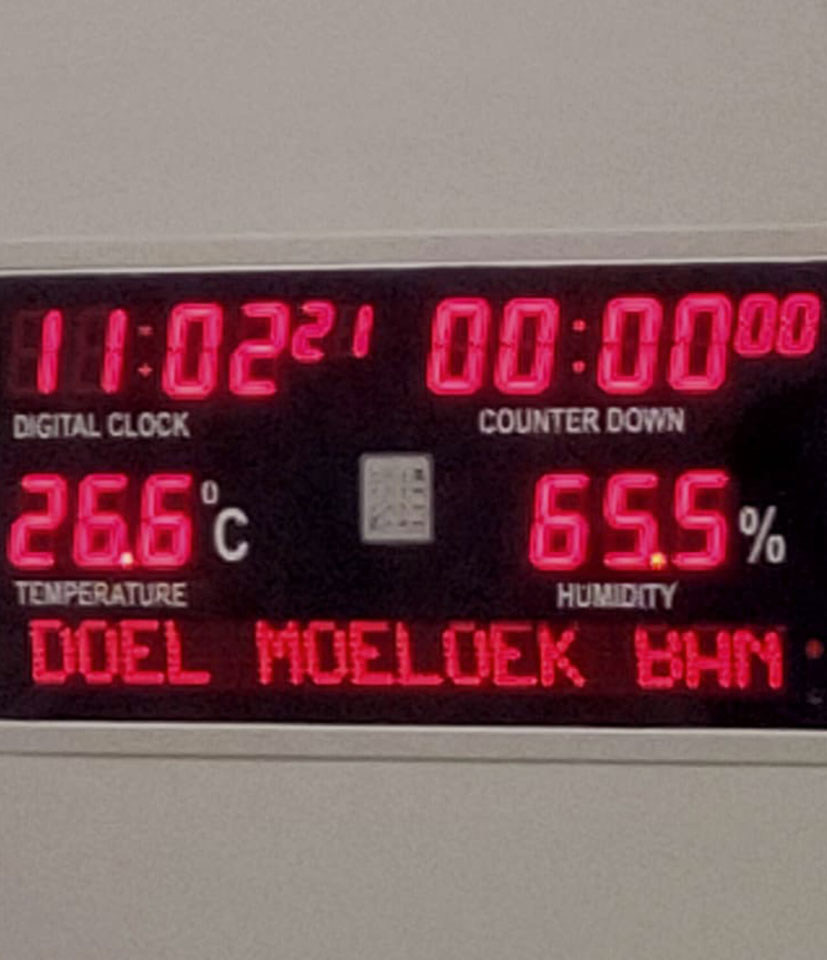 11:02 21 00:00 00
DIGITAL CLOCK COUNTER DOWN
26.6 °C 65.5 %
TEMPERATURE HUMIDITY
DOEL MOELOEK